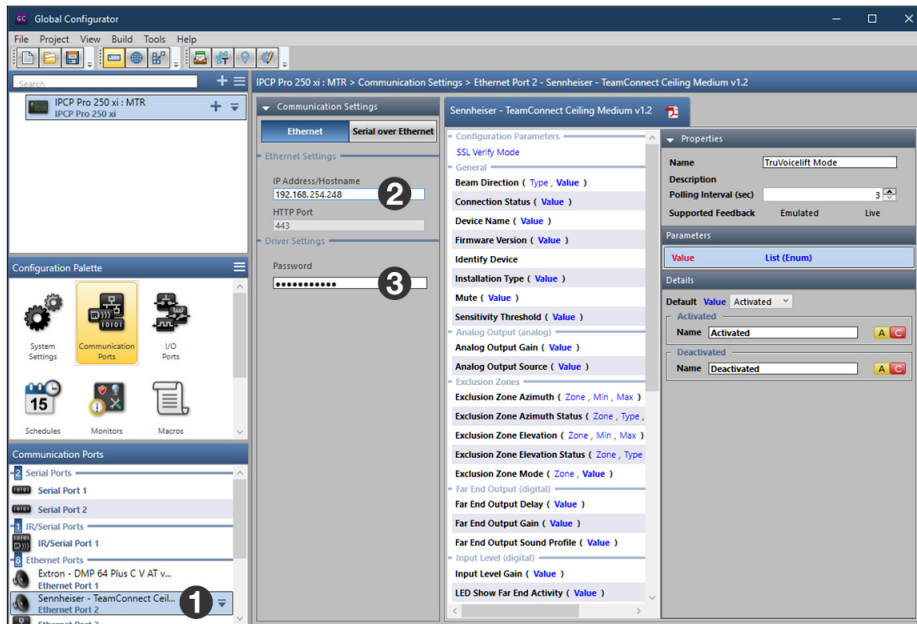 GC Global Configurator
File Project View Build Tools Help
Search
IPCP Pro 250 xi : MTR
IPCP Pro 250 xi
Configuration Palette
System Settings
Communication Ports
I/O Ports
15
Schedules
Monitors
Macros
Communication Ports
2 Serial Ports
Serial Port 1
Serial Port 2
1 IR/Serial Ports
IR/Serial Port 1
8 Ethernet Ports
Extron - DMP 64 Plus C V AT v...
Ethernet Port 1
Sennheiser - TeamConnect Ceil...
Ethernet Port 2
1
IPCP Pro 250 xi : MTR > Communication Settings > Ethernet Port 2 - Sennheiser - TeamConnect Ceiling Medium v1.2
Communication Settings
Ethernet
Serial over Ethernet
Ethernet Settings
IP Address/Hostname
192.168.254.248
2
HTTP Port
443
Driver Settings
Password
3
Sennheiser - TeamConnect Ceiling Medium v1.2
Configuration Parameters
SSL Verify Mode
General
Beam Direction ( Type , Value )
Connection Status ( Value )
Device Name ( Value )
Firmware Version ( Value )
Identify Device
Installation Type ( Value )
Mute ( Value )
Sensitivity Threshold ( Value )
Analog Output (analog)
Analog Output Gain ( Value )
Analog Output Source ( Value )
Exclusion Zones
Exclusion Zone Azimuth ( Zone , Min , Max )
Exclusion Zone Azimuth Status ( Zone , Type ,
Exclusion Zone Elevation ( Zone , Min , Max )
Exclusion Zone Elevation Status ( Zone , Type
Exclusion Zone Mode ( Zone , Value )
Far End Output (digital)
Far End Output Delay ( Value )
Far End Output Gain ( Value )
Far End Output Sound Profile ( Value )
Input Level (digital)
Input Level Gain ( Value )
LED Show Far End Activity ( Value )
Properties
Name TruVoicelift Mode
Description
Polling Interval (sec) 3
Supported Feedback Emulated Live
Parameters
Value List (Enum)
Details
Default Value Activated
Activated
Name Activated A C
Deactivated
Name Deactivated A C